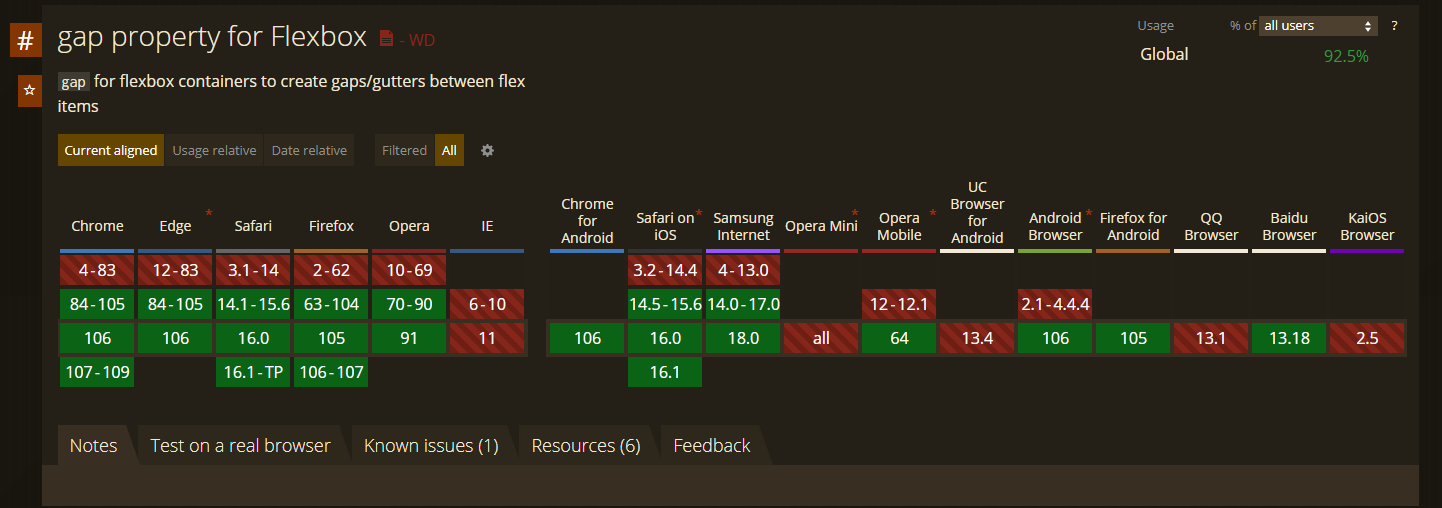 #
gap property for Flexbox - WD
Usage % of all users ?
Global 92.5%
☆
gap for flexbox containers to create gaps/gutters between flex
items
Current aligned Usage relative Date relative Filtered All
Chrome Edge * Safari Firefox Opera IE
Chrome for Android Safari on iOS * Samsung Internet Opera Mini * Opera Mobile * UC Browser for Android Android Browser * Firefox for Android QQ Browser Baidu Browser KaiOS Browser
4-83 12-83 3.1-14 2-62 10-69 3.2-14.4 4-13.0
84-105 84-105 14.1-15.6 63-104 70-90 6-10 14.5-15.6 14.0-17.0 12-12.1 2.1-4.4.4
106 106 16.0 105 91 11 106 16.0 18.0 all 64 13.4 106 105 13.1 13.18 2.5
107-109 16.1-TP 106-107 16.1
Notes Test on a real browser Known issues (1) Resources (6) Feedback